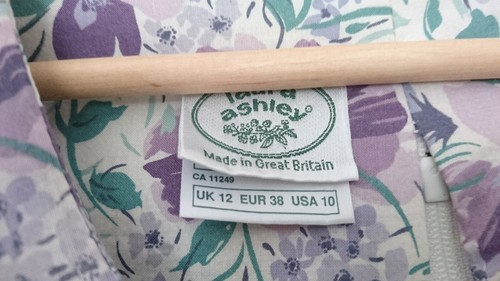 laura
ashley®
Made in Great Britain
CA 11249
UK 12 EUR 38 USA 10